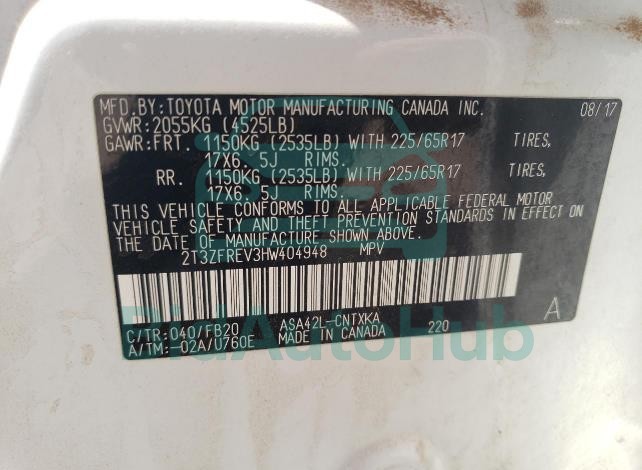 MFD.BY:TOYOTA MOTOR MANUFACTURING CANADA INC. 08/17
GVWR:2055KG (4525LB)
GAWR:FRT. 1150KG (2535LB) WITH 225/65R17 TIRES,
17X6. 5J RIMS.
RR. 1150KG (2535LB) WITH 225/65R17 TIRES,
17X6. 5J RIMS.
THIS VEHICLE CONFORMS TO ALL APPLICABLE FEDERAL MOTOR
VEHICLE SAFETY AND THEFT PREVENTION STANDARDS IN EFFECT ON
THE DATE OF MANUFACTURE SHOWN ABOVE.
2T3ZFREV3HW404948 MPV
C/TR:040/FB20 ASA42L-CNTXKA 220 A
A/TM:-02A/U760E MADE IN CANADA
BidAutoHub